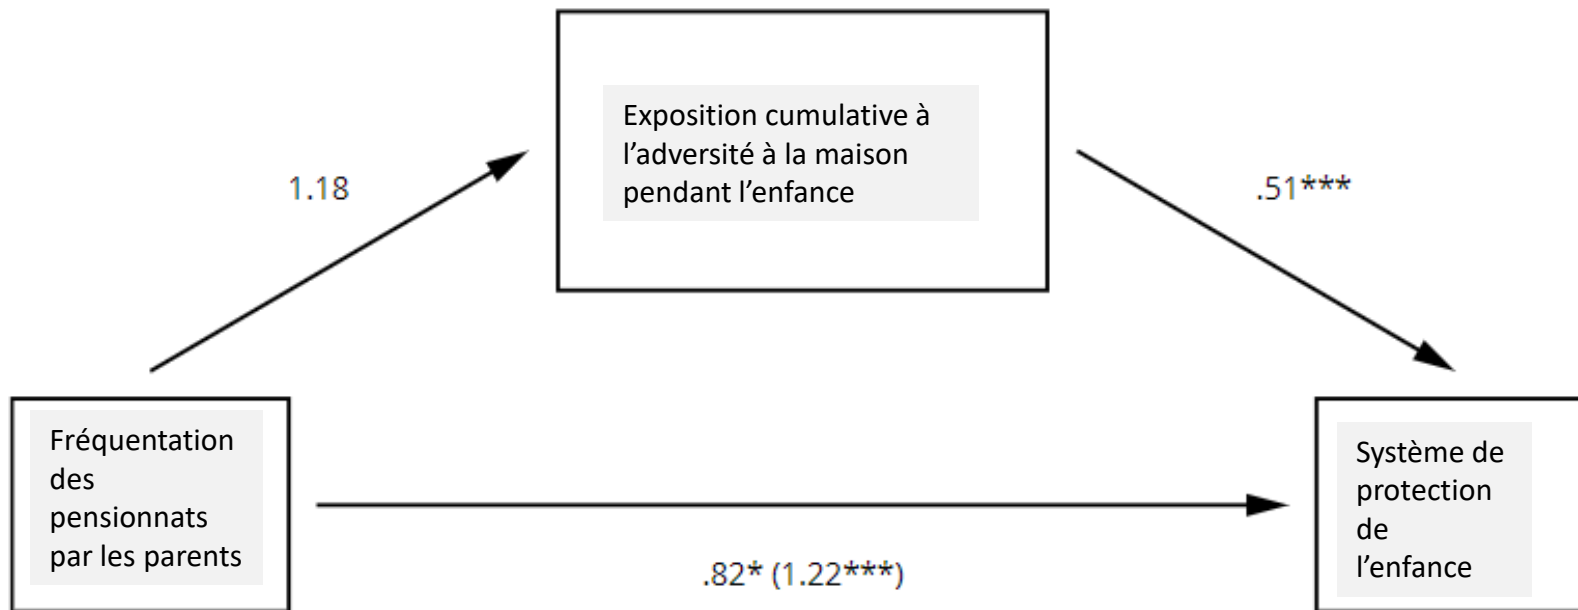 Exposition cumulative à
l’adversité à la maison
pendant l’enfance
1.18
.51***
Fréquentation
des
pensionnats
par les parents
Système de
protection
de
l’enfance
.82* (1.22***)